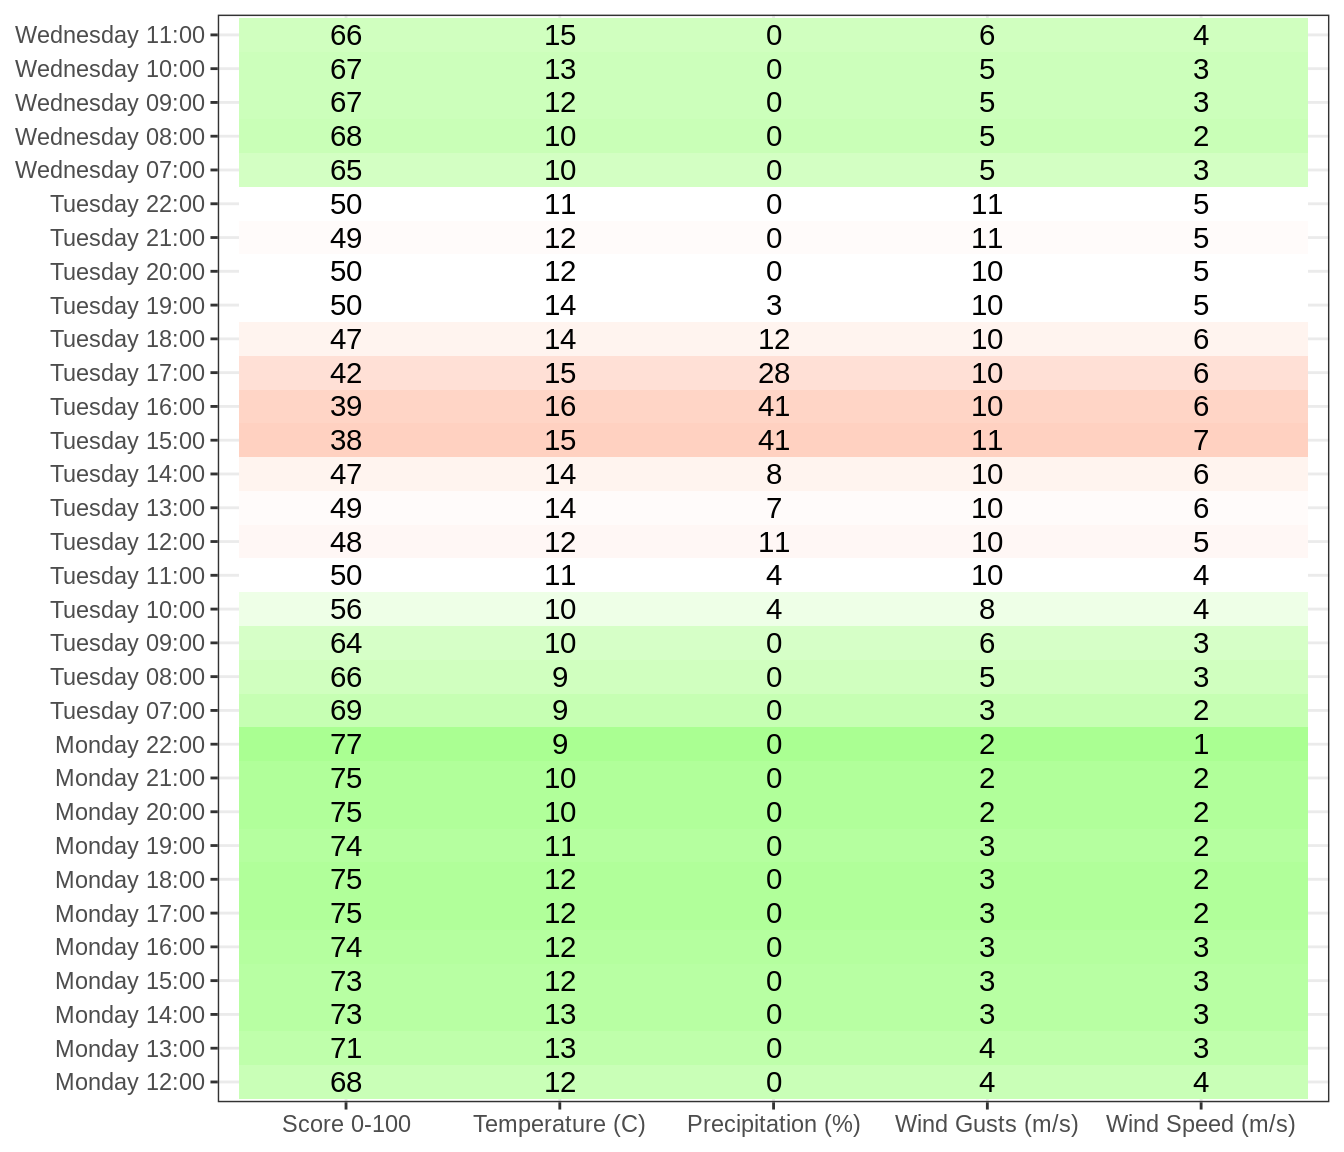 Wednesday 11:00 66 15 0 6 4
Wednesday 10:00 67 13 0 5 3
Wednesday 09:00 67 12 0 5 3
Wednesday 08:00 68 10 0 5 2
Wednesday 07:00 65 10 0 5 3
Tuesday 22:00 50 11 0 11 5
Tuesday 21:00 49 12 0 11 5
Tuesday 20:00 50 12 0 10 5
Tuesday 19:00 50 14 3 10 5
Tuesday 18:00 47 14 12 10 6
Tuesday 17:00 42 15 28 10 6
Tuesday 16:00 39 16 41 10 6
Tuesday 15:00 38 15 41 11 7
Tuesday 14:00 47 14 8 10 6
Tuesday 13:00 49 14 7 10 6
Tuesday 12:00 48 12 11 10 5
Tuesday 11:00 50 11 4 10 4
Tuesday 10:00 56 10 4 8 4
Tuesday 09:00 64 10 0 6 3
Tuesday 08:00 66 9 0 5 3
Tuesday 07:00 69 9 0 3 2
Monday 22:00 77 9 0 2 1
Monday 21:00 75 10 0 2 2
Monday 20:00 75 10 0 2 2
Monday 19:00 74 11 0 3 2
Monday 18:00 75 12 0 3 2
Monday 17:00 75 12 0 3 2
Monday 16:00 74 12 0 3 3
Monday 15:00 73 12 0 3 3
Monday 14:00 73 13 0 3 3
Monday 13:00 71 13 0 4 3
Monday 12:00 68 12 0 4 4
Score 0-100 Temperature (C) Precipitation (%) Wind Gusts (m/s) Wind Speed (m/s)